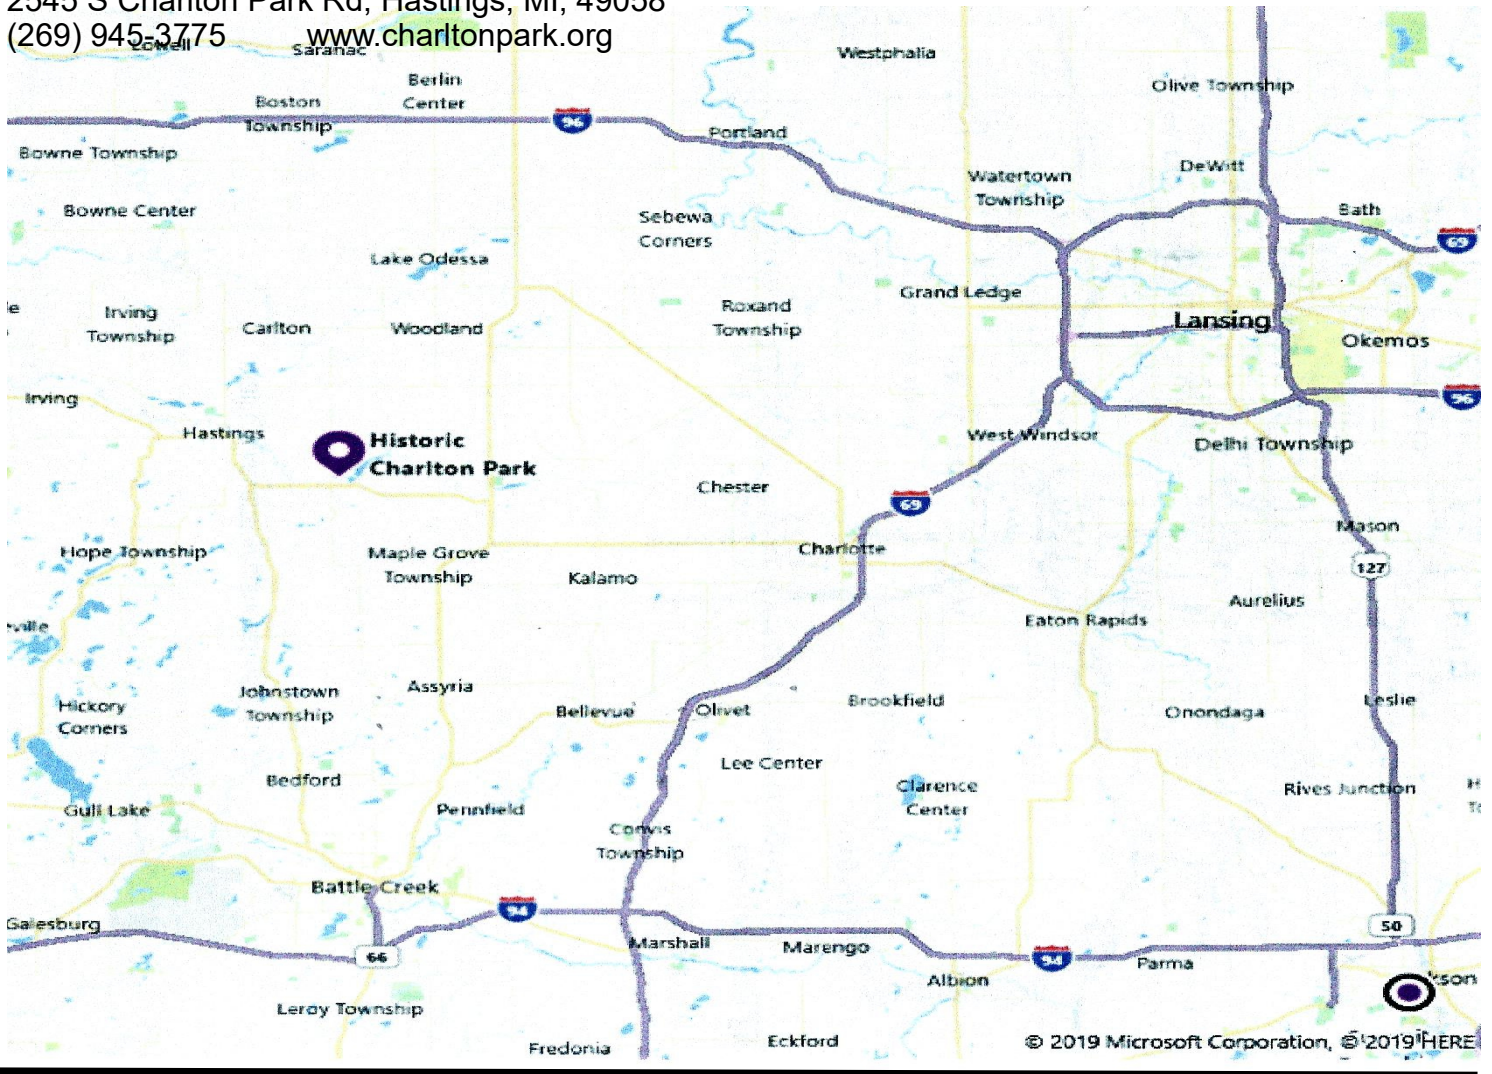 2545 S Charlton Park Rd, Hastings, MI, 49058
(269) 945-3775 www.charltonpark.org
Lowell
Saranac
Westphalia
Berlin
Center
Olive Township
Boston
Township
96
Portland
Bowne Township
DeWitt
Watertown
Township
Bowne Center
Sebewa
Corners
Bath
69
Lake Odessa
Grand Ledge
Irving
Township
Carlton
Woodland
Roxand
Township
Lansing
Okemos
Irving
96
Hastings
Historic
Charlton Park
West Windsor
Delhi Township
Chester
69
Mason
Hope Township
Maple Grove
Township
Charlotte
Kalamo
127
Aurelius
Eaton Rapids
ville
Johnstown
Township
Assyria
Hickory
Corners
Bellevue
Olivet
Brookfield
Onondaga
Leslie
Lee Center
Bedford
Clarence
Center
Rives Junction
H
Gull Lake
Pennfield
Convis
Township
Battle Creek
94
Galesburg
50
Marshall
Marengo
66
94
Parma
Albion
kson
Leroy Township
Fredonia
Eckford
© 2019 Microsoft Corporation, © 2019 HERE